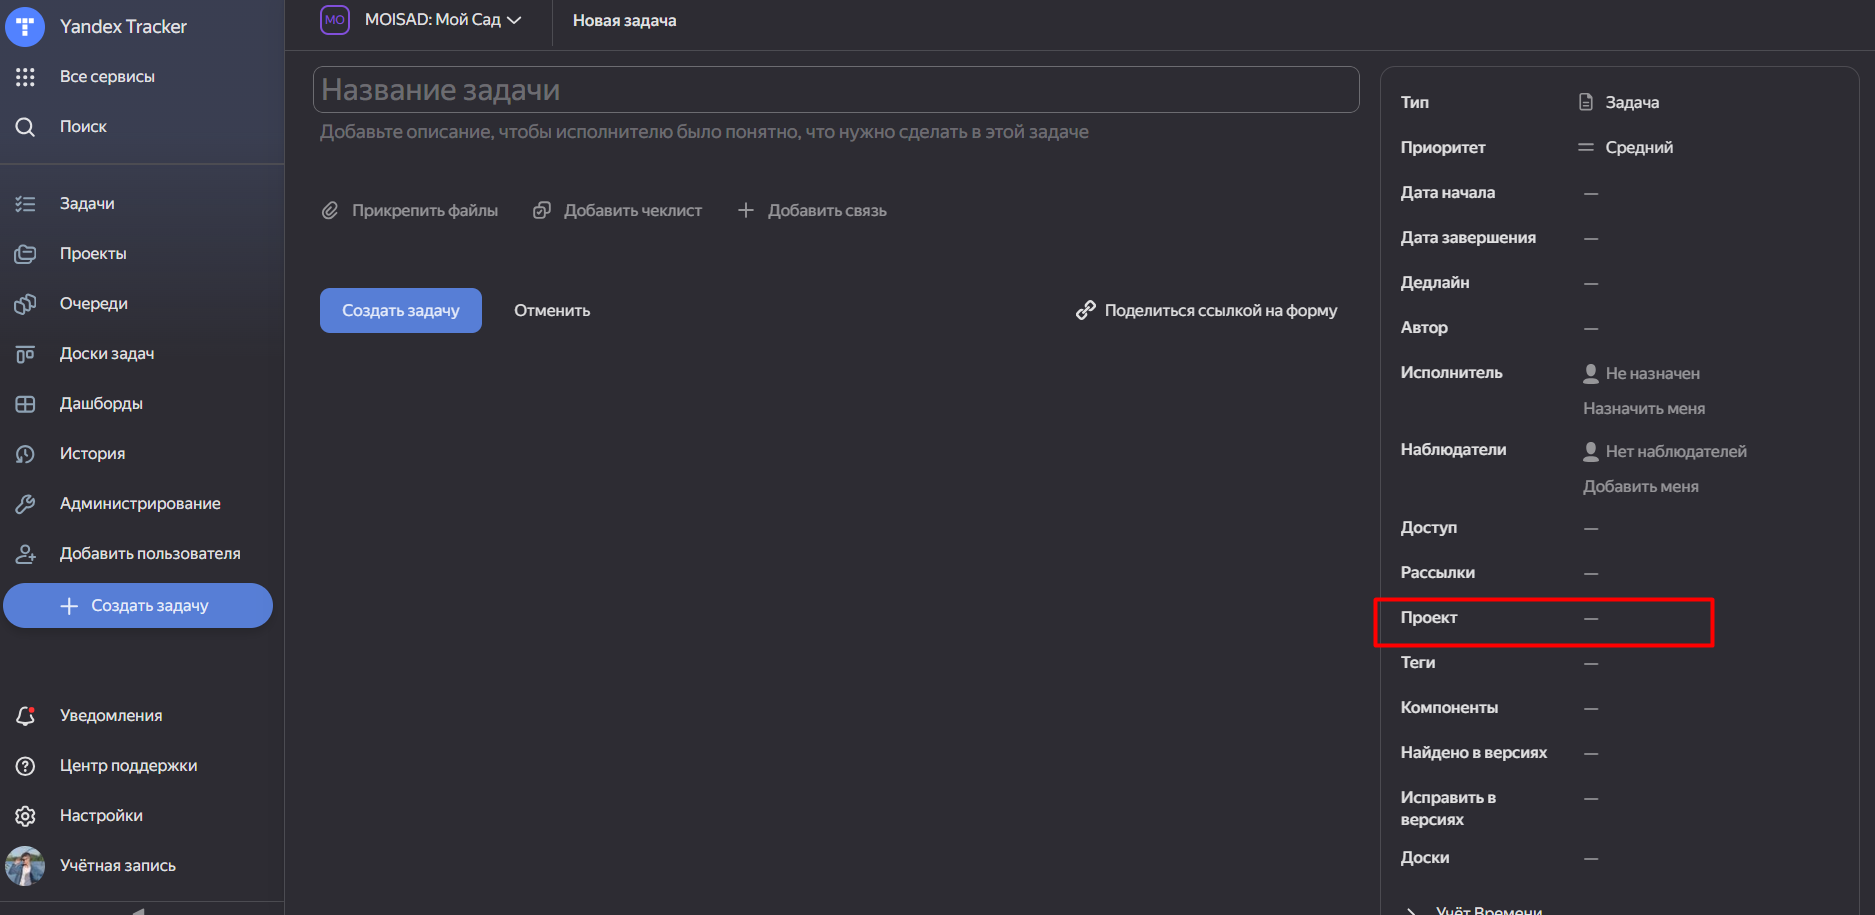 Yandex Tracker
Все сервисы
Поиск
Задачи
Проекты
Очереди
Доски задач
Дашборды
История
Администрирование
Добавить пользователя
Создать задачу
Уведомления
Центр поддержки
Настройки
Учётная запись
MO
MOISAD: Мой Сад
Новая задача
Название задачи
Добавьте описание, чтобы исполнителю было понятно, что нужно сделать в этой задаче
Прикрепить файлы
Добавить чеклист
Добавить связь
Создать задачу
Отменить
Поделиться ссылкой на форму
Тип
Задача
Приоритет
Средний
Дата начала —
Дата завершения —
Дедлайн —
Автор —
Исполнитель
Не назначен
Назначить меня
Наблюдатели
Нет наблюдателей
Добавить меня
Доступ —
Рассылки —
Проект —
Теги —
Компоненты —
Найдено в версиях —
Исправить в —
версиях
Доски —
Учёт Времени